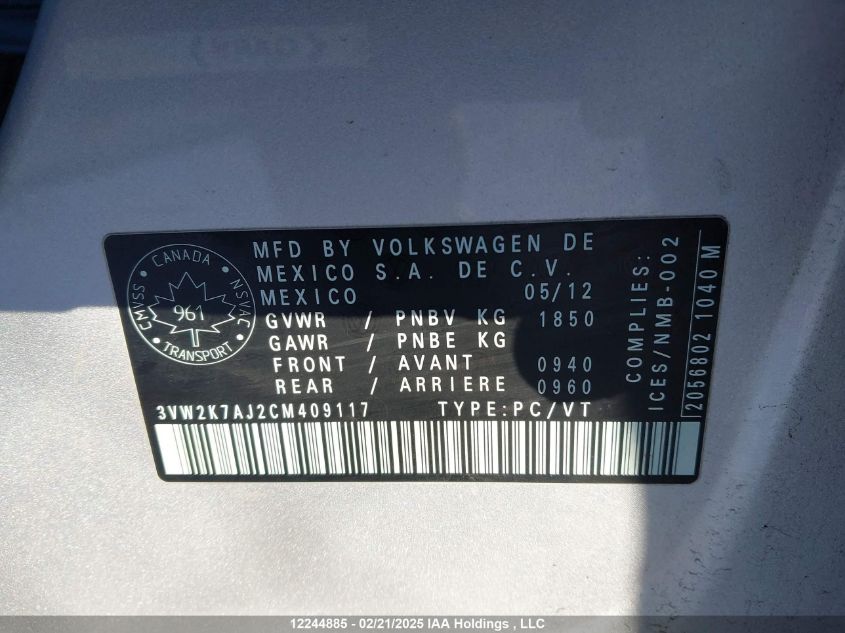 MFD BY VOLKSWAGEN DE
MEXICO S.A. DE C.V.
MEXICO 05/12
GVWR / PNBV KG 1850
GAWR / PNBE KG
FRONT / AVANT 0940
REAR / ARRIERE 0960
3VW2K7AJ2CM409117 TYPE:PC/VT
CANADA
CMVSS NSVAC
961
TRANSPORT
COMPLIES:
ICES/NMB-002
2056802 1040 M
12244885 - 02/21/2025 IAA Holdings , LLC